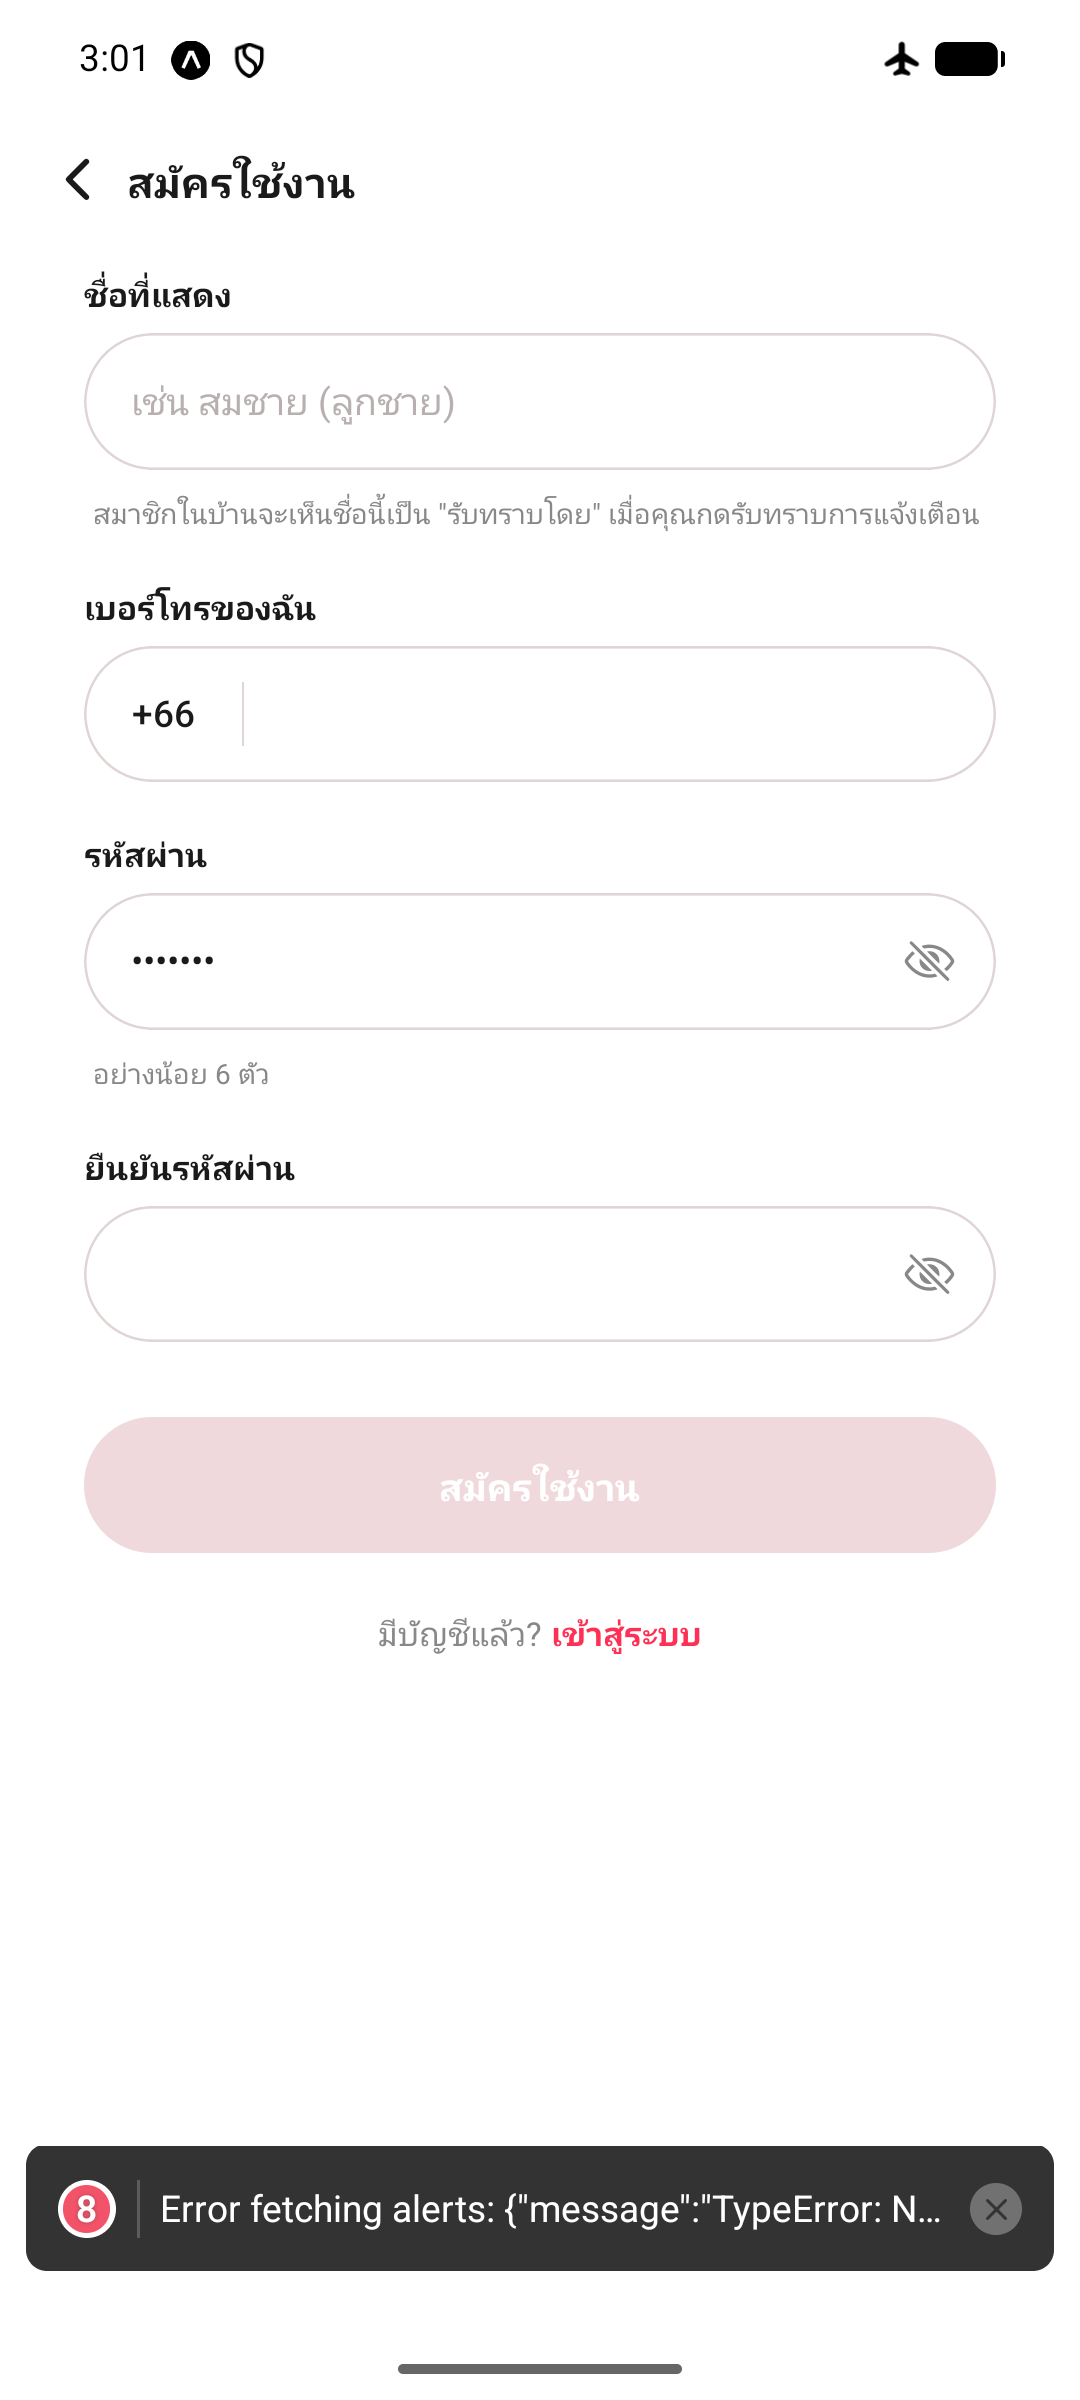 3:01
สมัครใช้งาน
ชื่อที่แสดง
เช่น สมชาย (ลูกชาย)
สมาชิกในบ้านจะเห็นชื่อนี้เป็น "รับทราบโดย" เมื่อคุณกดรับทราบการแจ้งเตือน
เบอร์โทรของฉัน
+66
รหัสผ่าน
•••••••
อย่างน้อย 6 ตัว
ยืนยันรหัสผ่าน
สมัครใช้งาน
มีบัญชีแล้ว? เข้าสู่ระบบ
8 Error fetching alerts: {"message":"TypeError: N...